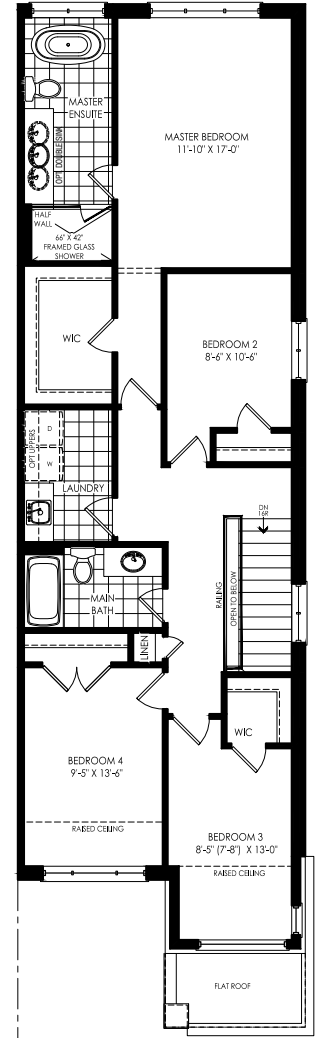 MASTER
ENSUITE
OPT DOUBLE SINK
MASTER BEDROOM
11'-10" X 17'-0"
HALF
WALL
66" X 42"
FRAMED GLASS
SHOWER
WIC
BEDROOM 2
8'-6" X 10'-6"
OPT UPPERS
D
W
LAUNDRY
DN
16R
RAILING
OPEN TO BELOW
MAIN
BATH
LINEN
WIC
BEDROOM 4
9'-5" X 13'-6"
RAISED CEILING
BEDROOM 3
8'-5" (7'-8") X 13'-0"
RAISED CEILING
FLAT ROOF